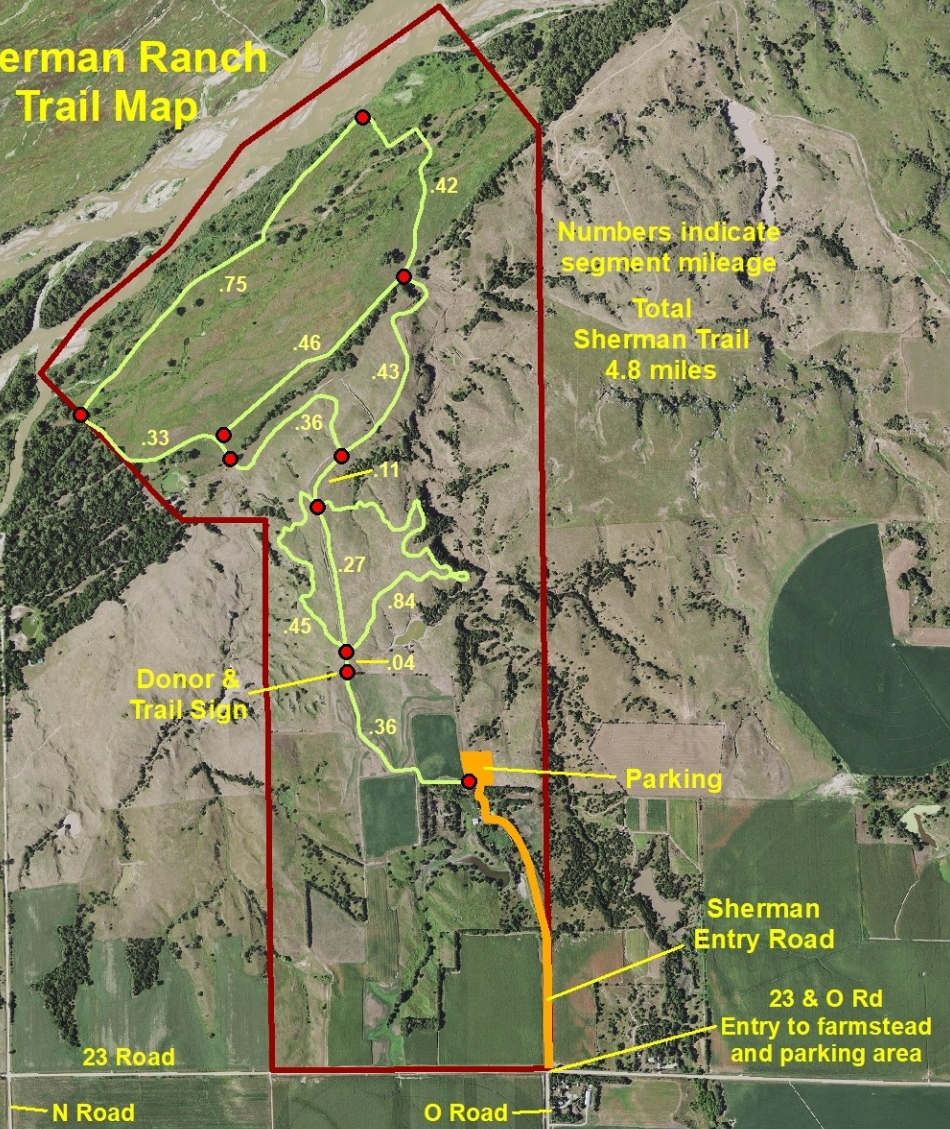 erman Ranch
Trail Map
.42
Numbers indicate
segment mileage
.75
Total
Sherman Trail
4.8 miles
.46
.43
.36
.33
.11
.27
.84
.45
.04
Donor &
Trail Sign
.36
Parking
Sherman
Entry Road
23 & O Rd
Entry to farmstead
and parking area
23 Road
N Road
O Road